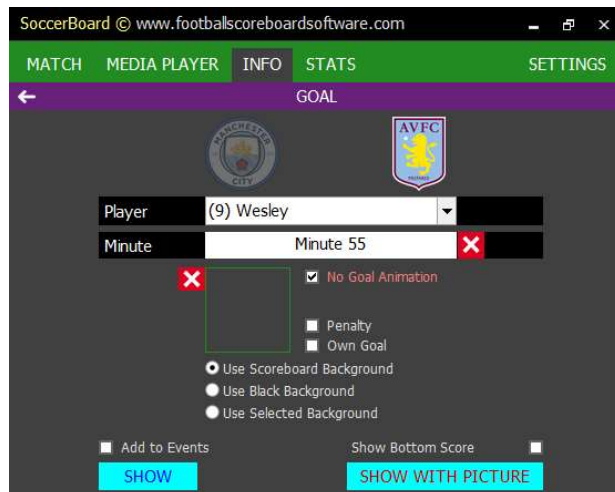 SoccerBoard © www.footballscoreboardsoftware.com
MATCH MEDIA PLAYER INFO STATS SETTINGS
GOAL
MANCHESTER
CITY
AVFC
PREPARED
Player (9) Wesley
Minute Minute 55
No Goal Animation
Penalty
Own Goal
Use Scoreboard Background
Use Black Background
Use Selected Background
Add to Events Show Bottom Score
SHOW SHOW WITH PICTURE